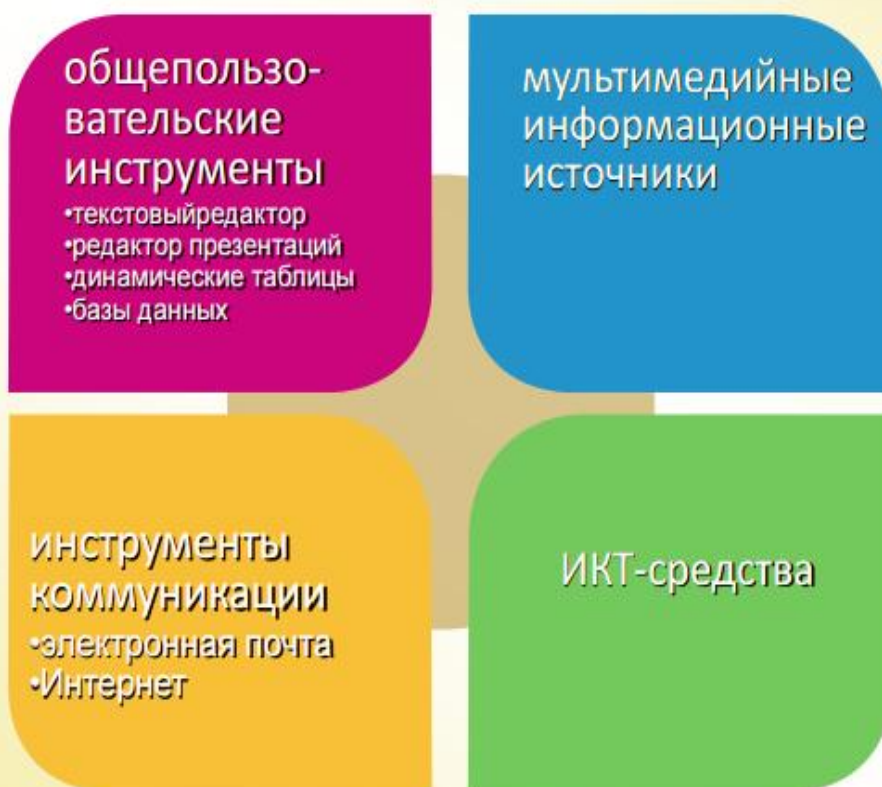 общепользо-
вательские
инструменты
•текстовыйредактор
•редактор презентаций
•динамические таблицы
•базы данных
мультимедийные
информационные
источники
инструменты
коммуникации
•электронная почта
•Интернет
ИКТ-средства